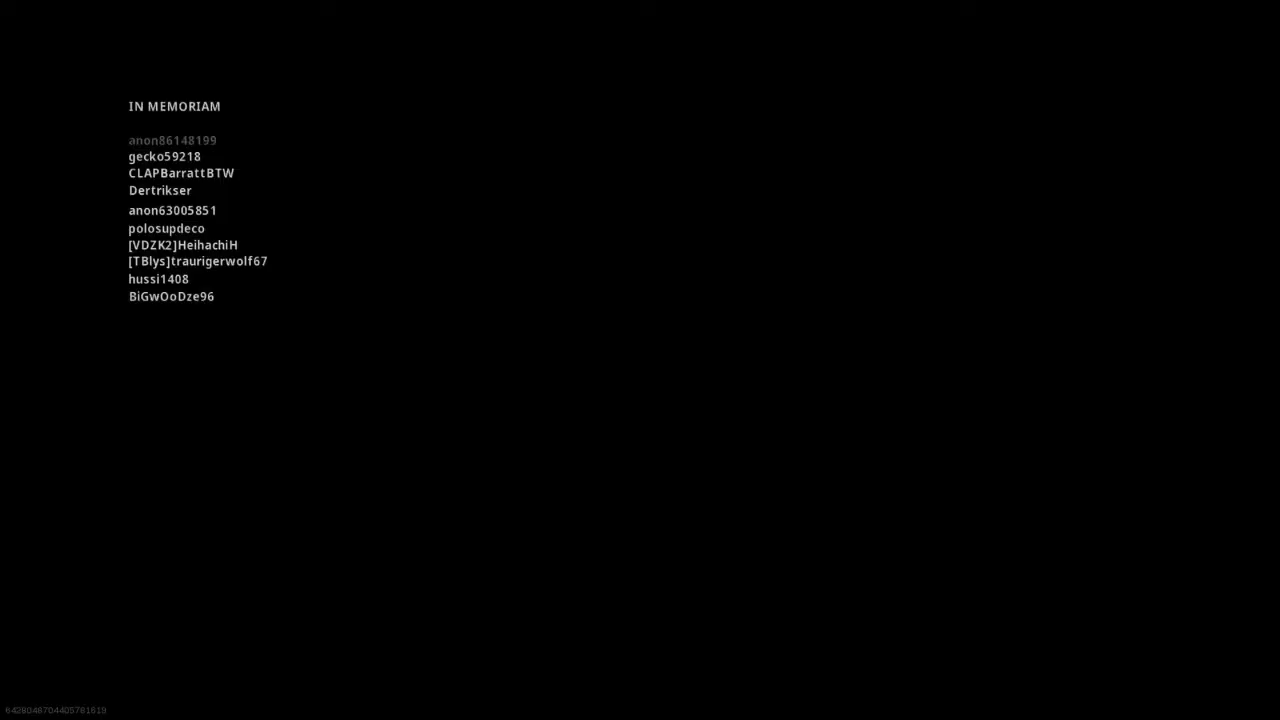 IN MEMORIAM
anon86148199
gecko59218
CLAPBarrattBTW
Dertrikser
anon63005851
polosupdeco
[VDZK2]HeihachiH
[TBlys]traurigerwolf67
hussi1408
BiGwOoDze96